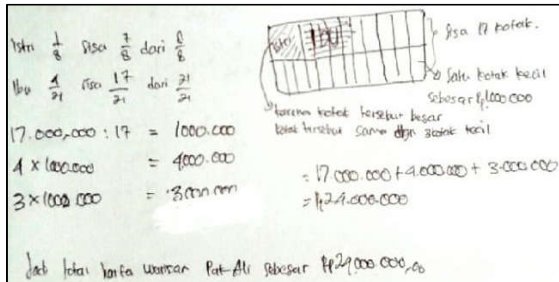 Istri 1/8 sisa 7/8 dari 8/8
Ibu 4/21 sisa 17/21 dari 21/21
17.000,000 : 17 = 1000.000
4 × 1000.000 = 4000.000
3 × 1000 000 = 3000.000
Istri IBU
sisa 17 kotak.
Satu kotak kecil
sebesar Rp1.000.000
karena kotak tersebut besar
kotak tersebut sama dgn 3 kotak kecil
= 17.000.000 + 4.000.000 + 3.000.000
= Rp24.000.000
Jadi total harta warisan Pak Ali sebesar Rp24.000.000,00